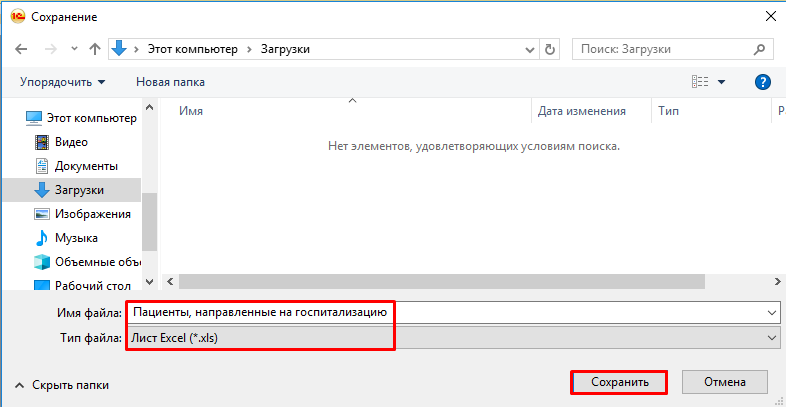 1С Сохранение
Этот компьютер Загрузки
Поиск: Загрузки
Упорядочить
Новая папка
?
Этот компьютер
Видео
Документы
Загрузки
Изображения
Музыка
Объемные объ
Рабочий стол
Имя Дата изменения Тип Р
Нет элементов, удовлетворяющих условиям поиска.
Имя файла: Пациенты, направленные на госпитализацию
Тип файла: Лист Excel (*.xls)
Скрыть папки
Сохранить
Отмена